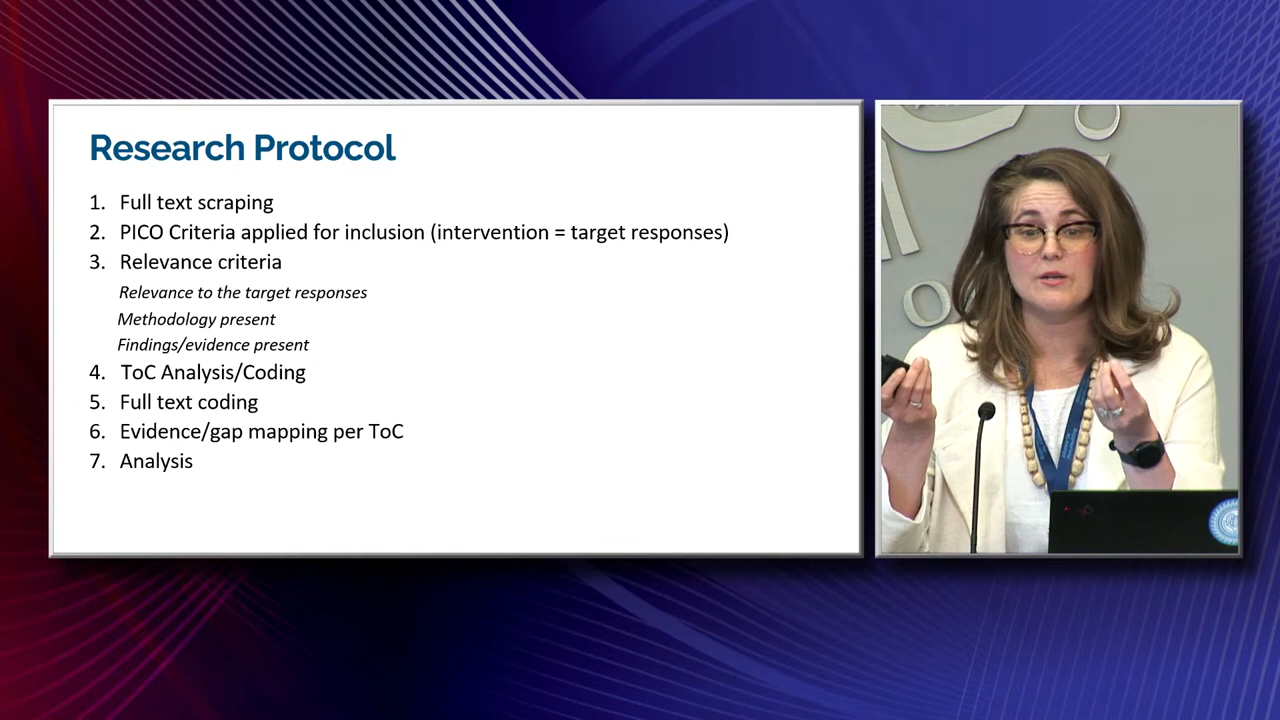 Research Protocol
1. Full text scraping
2. PICO Criteria applied for inclusion (intervention = target responses)
3. Relevance criteria
Relevance to the target responses
Methodology present
Findings/evidence present
4. ToC Analysis/Coding
5. Full text coding
6. Evidence/gap mapping per ToC
7. Analysis